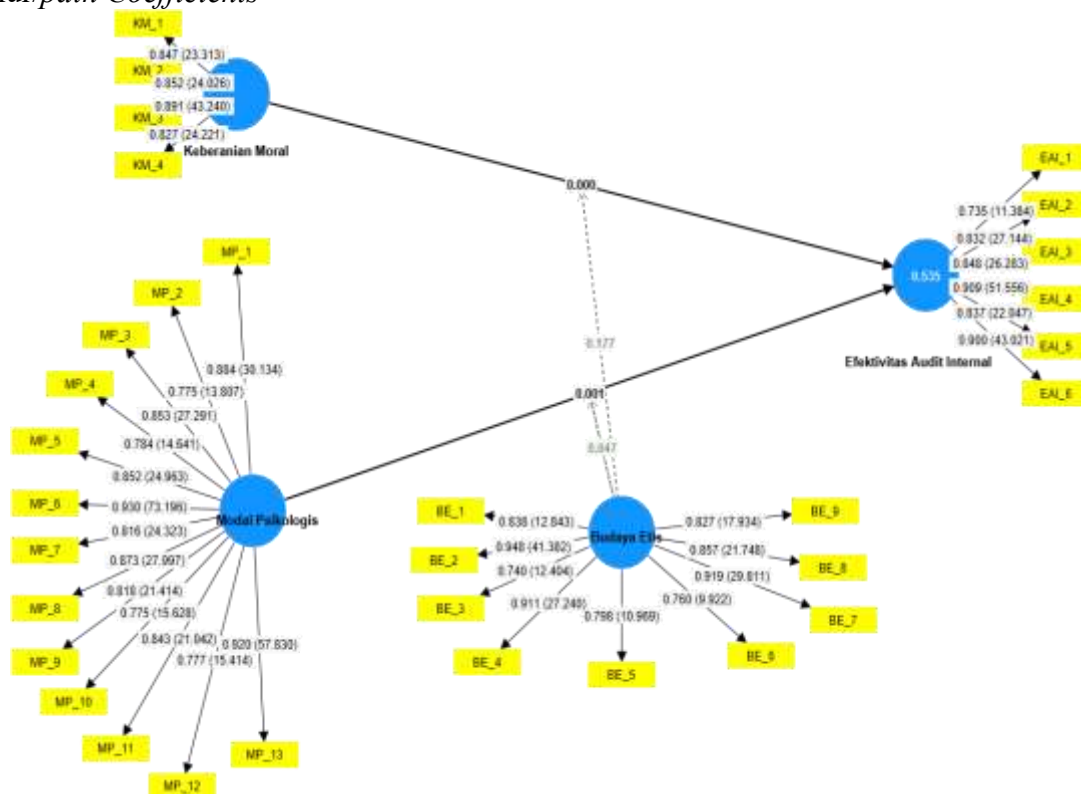 path Coefficients
KM_1
0.847 (23.313)
KM_2
0.852 (24.026)
0.891 (43.240)
KM_3
0.827 (24.221)
KM_4
Keberanian Moral
0.000
EAI_1
0.735 (11.384)
EAI_2
0.832 (27.144)
EAI_3
0.848 (26.283)
0.535
0.909 (51.556)
EAI_4
0.837 (22.847)
EAI_5
0.900 (43.021)
EAI_6
Efektivitas Audit Internal
0.177
0.001
0.047
MP_1
MP_2
MP_3
MP_4
MP_5
MP_6
MP_7
MP_8
MP_9
MP_10
MP_11
MP_12
MP_13
0.884 (30.134)
0.775 (13.807)
0.853 (27.291)
0.784 (14.641)
0.852 (24.963)
0.930 (73.196)
0.816 (24.323)
0.873 (27.997)
0.818 (21.414)
0.775 (15.628)
0.843 (21.042)
0.777 (15.414)
0.920 (57.830)
Modal Psikologis
Budaya Etis
BE_1
0.838 (12.843)
BE_2
0.948 (41.382)
BE_3
0.740 (12.404)
BE_4
0.911 (27.240)
BE_5
0.798 (10.969)
BE_6
0.760 (9.922)
BE_7
0.919 (29.811)
BE_8
0.857 (21.748)
BE_9
0.827 (17.934)